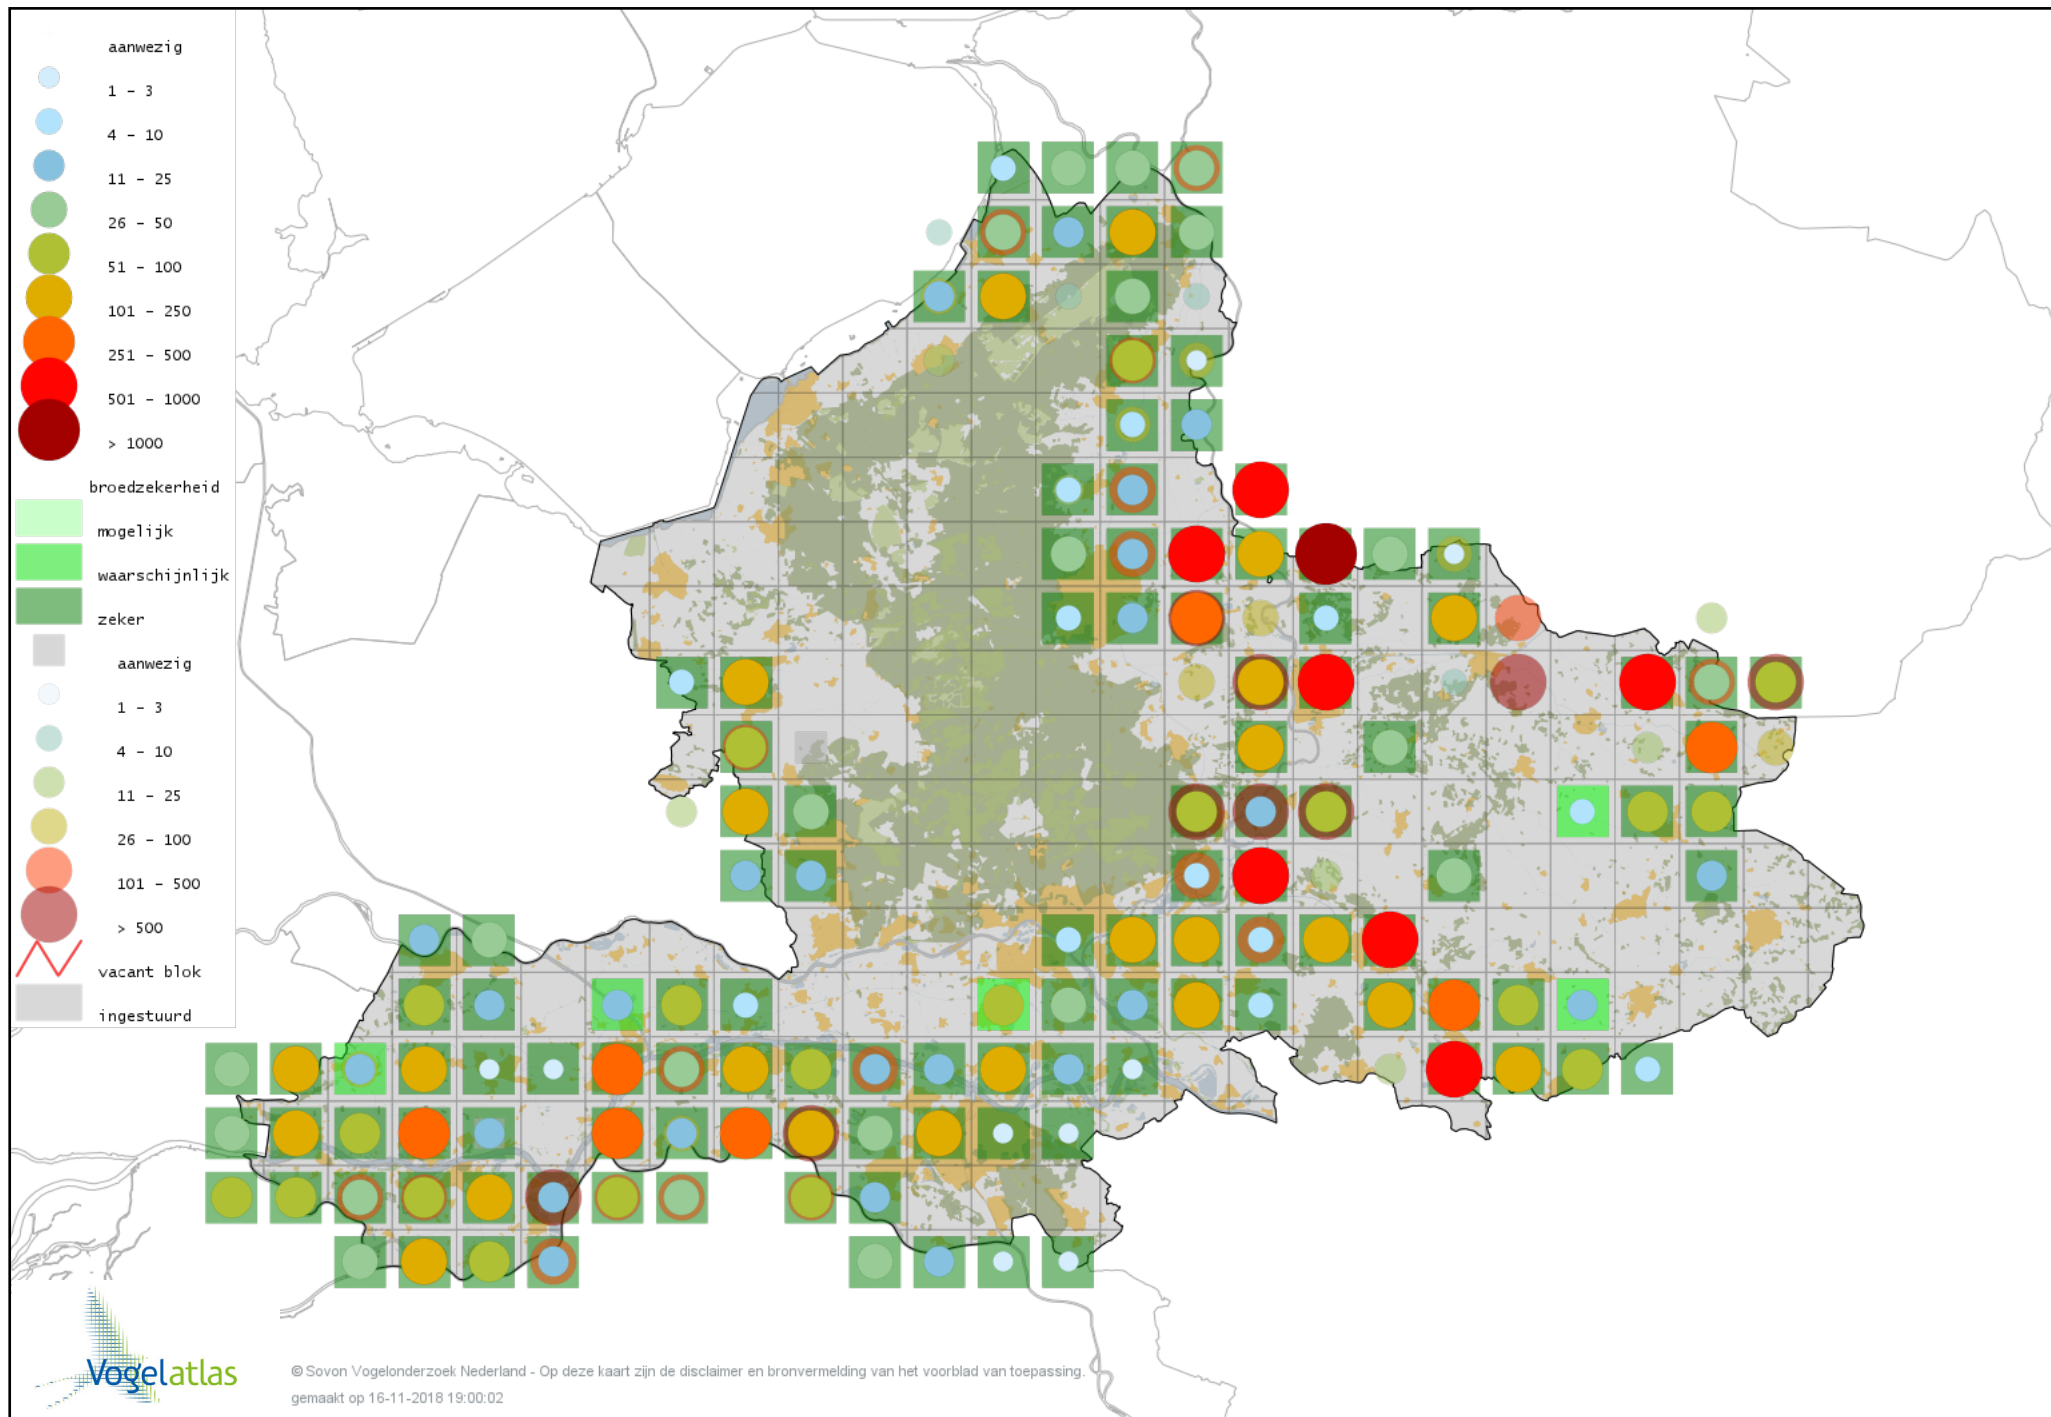 aanwezig
1 - 3
4 - 10
11 - 25
26 - 50
51 - 100
101 - 250
251 - 500
501 - 1000
> 1000
broedzekerheid
mogelijk
waarschijnlijk
zeker
aanwezig
1 - 3
4 - 10
11 - 25
26 - 100
101 - 500
> 500
vacant blok
ingestuurd
Vogelatlas
© Sovon Vogelonderzoek Nederland - Op deze kaart zijn de disclaimer en bronvermelding van het voorblad van toepassing.
gemaakt op 16-11-2018 19:00:02